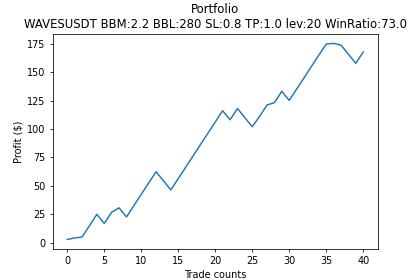 Portfolio
WAVESUSDT BBM:2.2 BBL:280 SL:0.8 TP:1.0 lev:20 WinRatio:73.0
175
150
125
100
75
50
25
0
Profit ($)
0 5 10 15 20 25 30 35 40
Trade counts